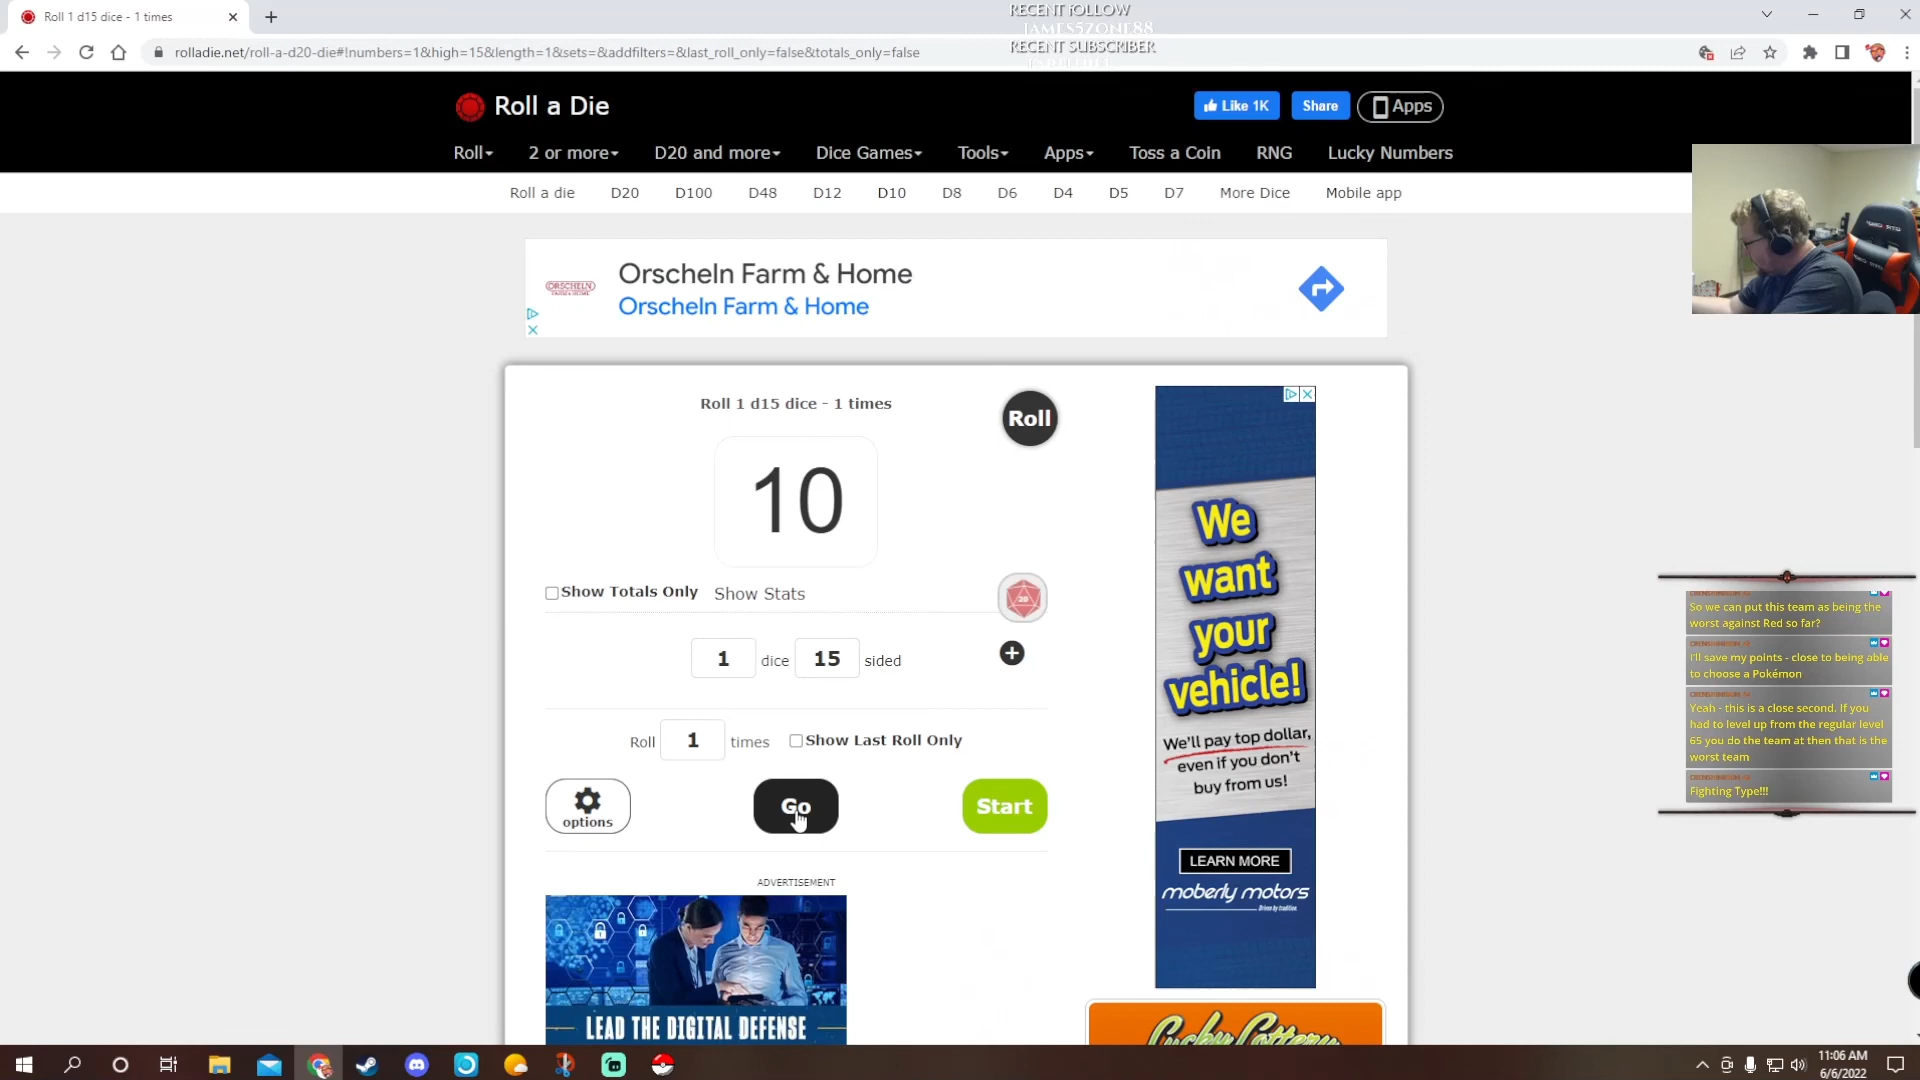 Roll 1 d15 dice - 1 times
RECENT FOLLOW
JAMES5ZONE88
RECENT SUBSCRIBER
rolladie.net/roll-a-d20-die#!numbers=1&high=15&length=1&sets=&addfilters=&last_roll_only=false&totals_only=false
Roll a Die
Like 1K
Share
Apps
Roll 2 or more D20 and more Dice Games Tools Apps Toss a Coin RNG Lucky Numbers
Roll a die D20 D100 D48 D12 D10 D8 D6 D4 D5 D7 More Dice Mobile app
ORSCHELN
Orscheln Farm & Home
Orscheln Farm & Home
Roll 1 d15 dice - 1 times
Roll
10
Show Totals Only Show Stats
20
1 dice 15 sided
Roll 1 times Show Last Roll Only
options
Go
Start
ADVERTISEMENT
LEAD THE DIGITAL DEFENSE
We
want
your
vehicle!
We'll pay top dollar,
even if you don't
buy from us!
LEARN MORE
moberly motors
Lucky Lottery
So we can put this team as being the
worst against Red so far?
I'll save my points - close to being able
to choose a Pokémon
Yeah - this is a close second. If you
had to level up from the regular level
65 you do the team at then that is the
worst team
Fighting Type!!!
11:06 AM
6/6/2022